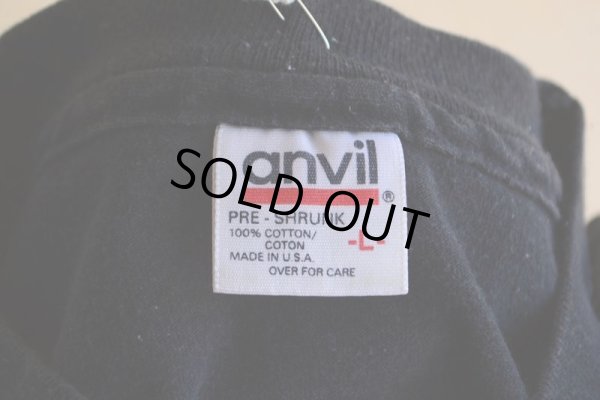 anvil
®
SOLD OUT
PRE - SHRUNK
100% COTTON/
COTON
-L-
MADE IN U.S.A.
OVER FOR CARE